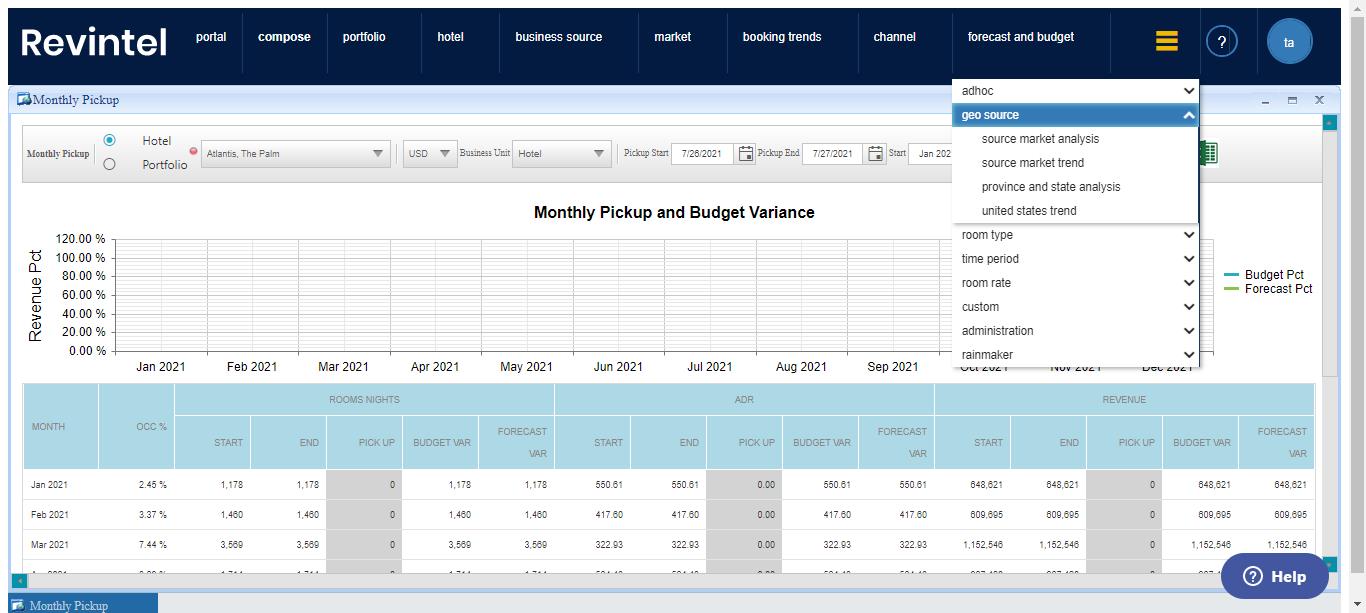 Revintel
portal compose portfolio hotel business source market booking trends channel forecast and budget ? ta
Monthly Pickup
adhoc
geo source
source market analysis
source market trend
province and state analysis
united states trend
room type
time period
room rate
custom
administration
rainmaker
Monthly Pickup Hotel Portfolio Atlantis, The Palm USD Business Unit Hotel Pickup Start 7/26/2021 Pickup End 7/27/2021 Start Jan 202
Monthly Pickup and Budget Variance
Revenue Pct
120.00 %
100.00 %
80.00 %
60.00 %
40.00 %
20.00 %
0.00 %
Jan 2021 Feb 2021 Mar 2021 Apr 2021 May 2021 Jun 2021 Jul 2021 Aug 2021 Sep 2021 Oct 2021 Nov 2021 Dec 2021
Budget Pct
Forecast Pct
ROOMS NIGHTS ADR REVENUE
MONTH OCC % START END PICK UP BUDGET VAR FORECAST VAR START END PICK UP BUDGET VAR FORECAST VAR START END PICK UP BUDGET VAR FORECAST VAR
Jan 2021 2.45 % 1,178 1,178 0 1,178 1,178 550.61 550.61 0.00 550.61 550.61 648,621 648,621 0 648,621 648,621
Feb 2021 3.37 % 1,460 1,460 0 1,460 1,460 417.60 417.60 0.00 417.60 417.60 609,695 609,695 0 609,695 609,695
Mar 2021 7.44 % 3,569 3,569 0 3,569 3,569 322.93 322.93 0.00 322.93 322.93 1,152,546 1,152,546 0 1,152,546 1,152,546
? Help
Monthly Pickup